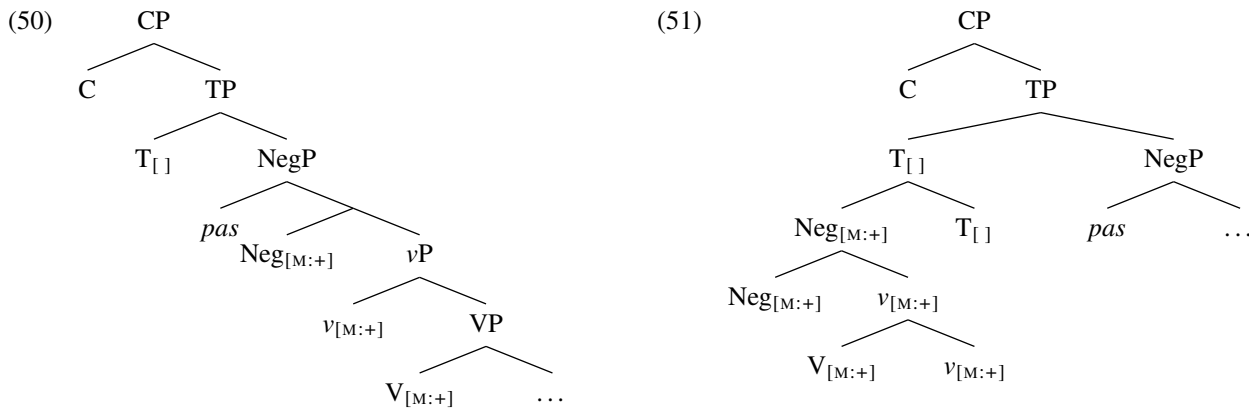 (50) CP (51) CP
C TP C TP
T[ ] NegP T[ ] NegP
pas Neg[M:+] T[ ] pas ...
Neg[M:+] vP
Neg[M:+] v[M:+]
v[M:+] VP
V[M:+] v[M:+]
V[M:+] ...